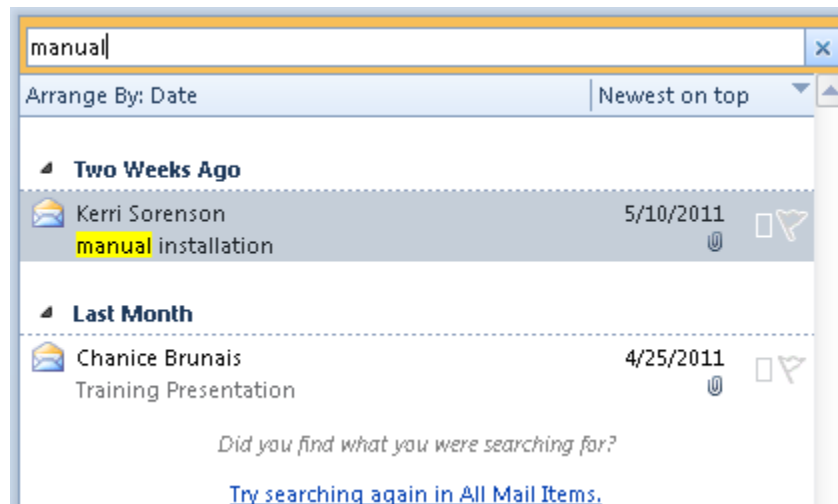 manual
Arrange By: Date Newest on top
Two Weeks Ago
Kerri Sorenson 5/10/2011
manual installation
Last Month
Chanice Brunais 4/25/2011
Training Presentation
Did you find what you were searching for?
Try searching again in All Mail Items.